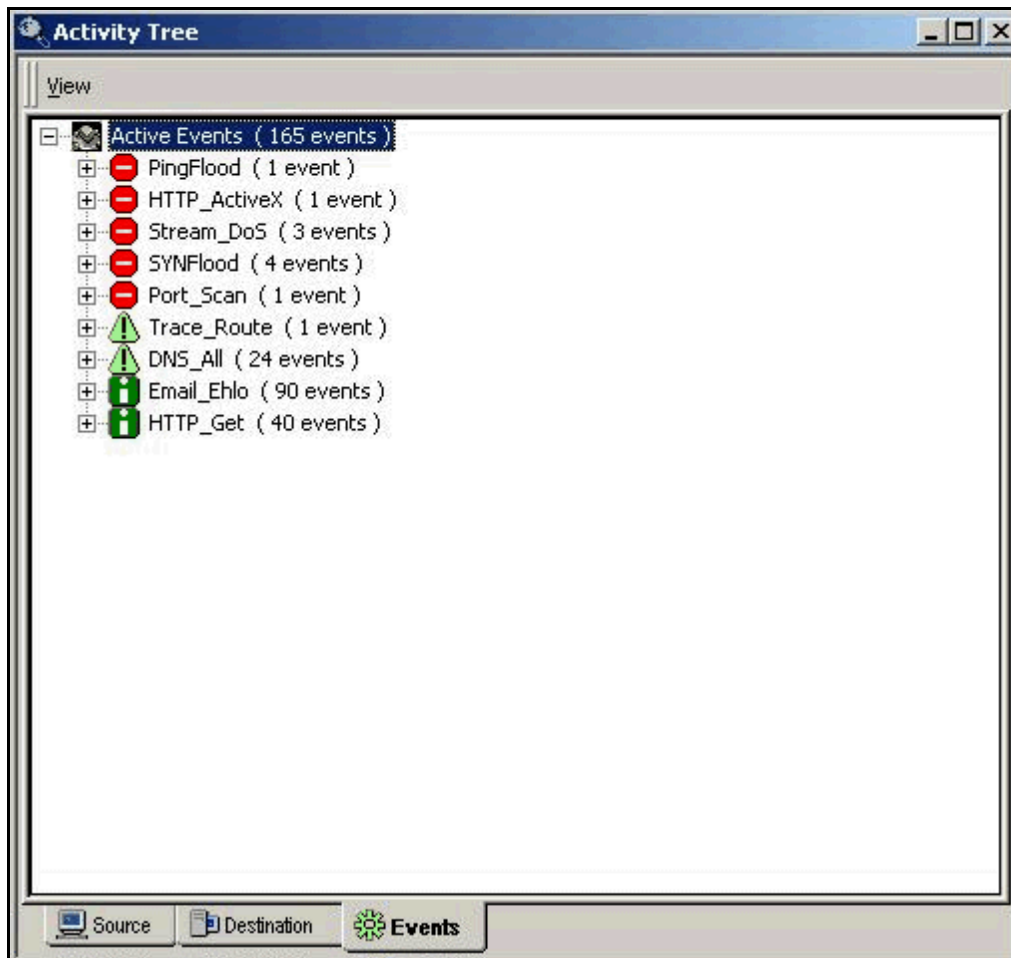 Activity Tree
View
Active Events ( 165 events )
PingFlood ( 1 event )
HTTP_ActiveX ( 1 event )
Stream_DoS ( 3 events )
SYNFlood ( 4 events )
Port_Scan ( 1 event )
Trace_Route ( 1 event )
DNS_All ( 24 events )
Email_Ehlo ( 90 events )
HTTP_Get ( 40 events )
Source Destination Events